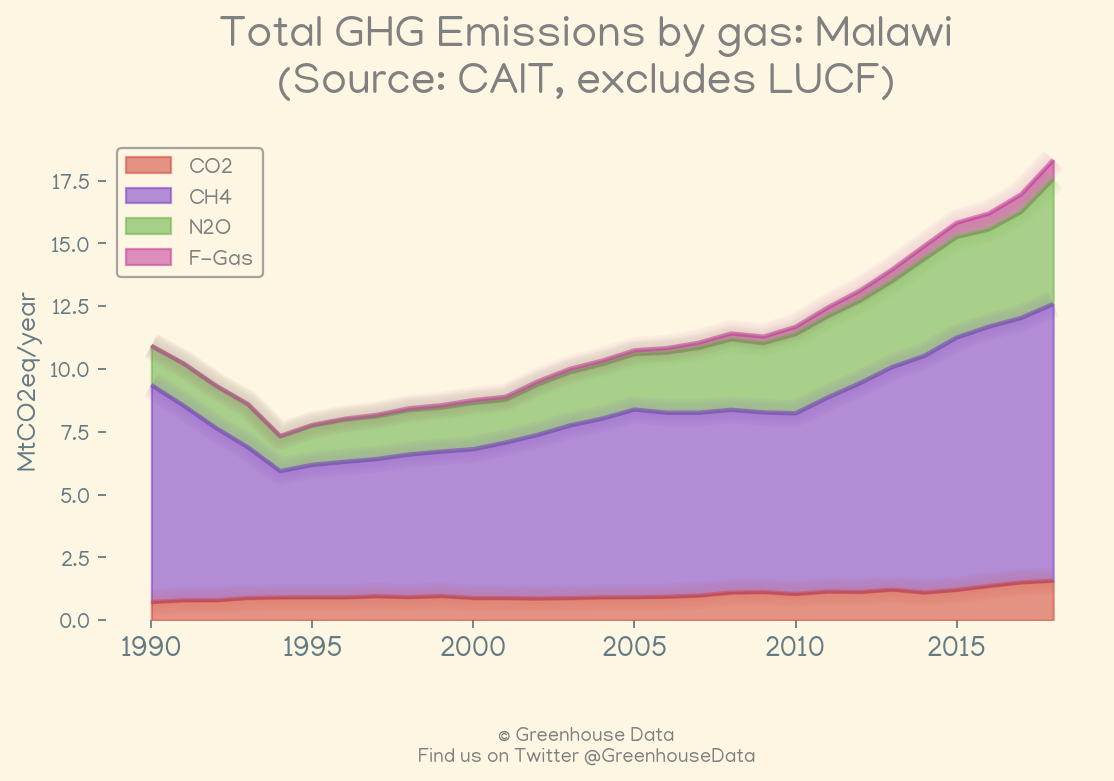 Total GHG Emissions by gas: Malawi
(Source: CAIT, excludes LUCF)
CO2
CH4
N2O
F-Gas
MtCO2eq/year
17.5
15.0
12.5
10.0
7.5
5.0
2.5
0.0
1990 1995 2000 2005 2010 2015
© Greenhouse Data
Find us on Twitter @GreenhouseData